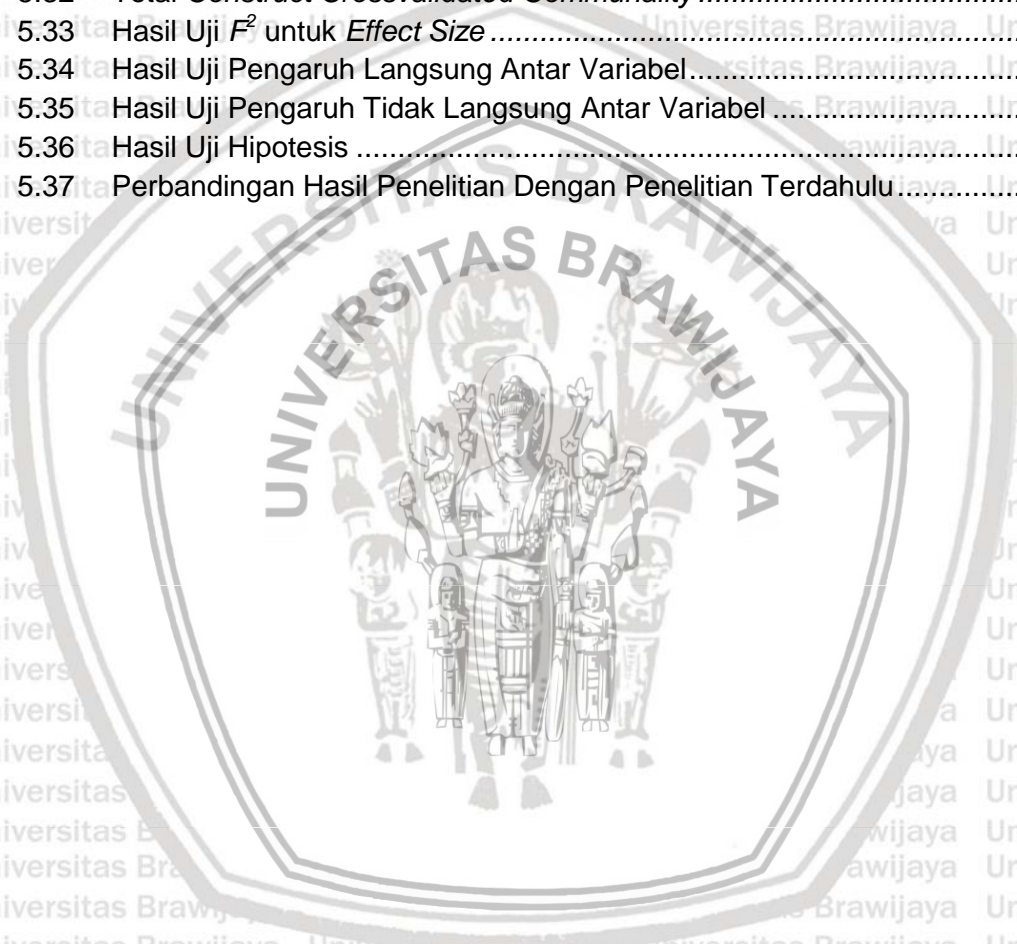 5.32 Total Construct Crossvalidated Communality
5.33 Hasil Uji F² untuk Effect Size
5.34 Hasil Uji Pengaruh Langsung Antar Variabel
5.35 Hasil Uji Pengaruh Tidak Langsung Antar Variabel
5.36 Hasil Uji Hipotesis
5.37 Perbandingan Hasil Penelitian Dengan Penelitian Terdahulu
UNIVERSITAS BRAWIJAYA
UNIVERSITAS BRAWIJAYA